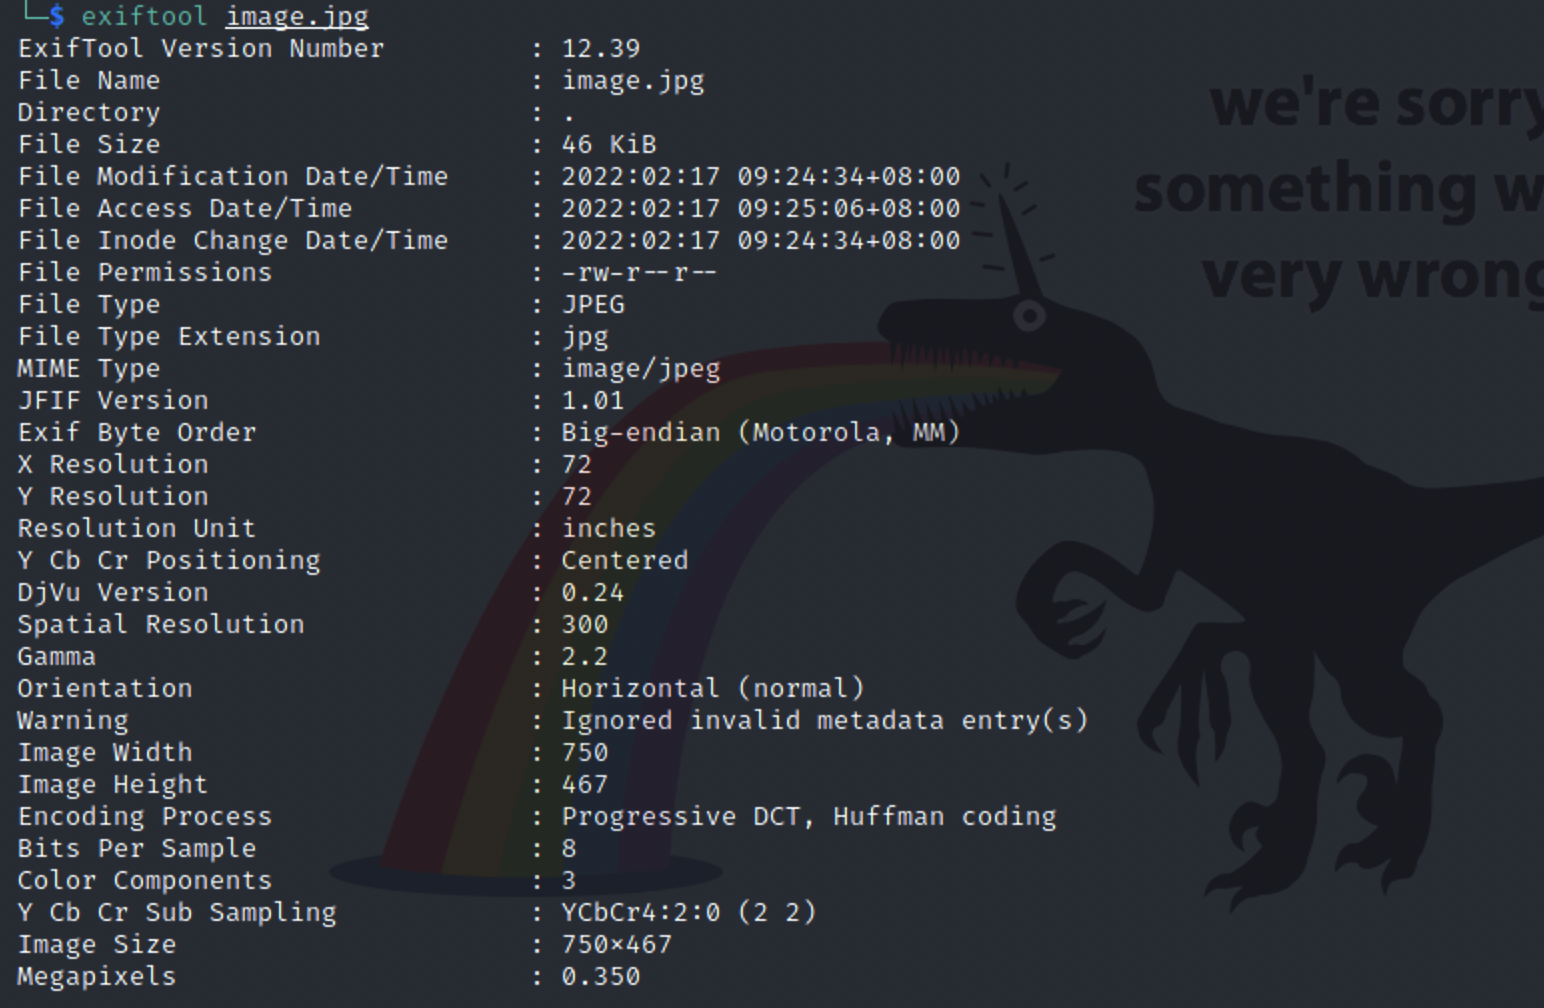 └─$ exiftool image.jpg
ExifTool Version Number : 12.39
File Name : image.jpg
Directory : .
File Size : 46 KiB
File Modification Date/Time : 2022:02:17 09:24:34+08:00
File Access Date/Time : 2022:02:17 09:25:06+08:00
File Inode Change Date/Time : 2022:02:17 09:24:34+08:00
File Permissions : -rw-r--r--
File Type : JPEG
File Type Extension : jpg
MIME Type : image/jpeg
JFIF Version : 1.01
Exif Byte Order : Big-endian (Motorola, MM)
X Resolution : 72
Y Resolution : 72
Resolution Unit : inches
Y Cb Cr Positioning : Centered
DjVu Version : 0.24
Spatial Resolution : 300
Gamma : 2.2
Orientation : Horizontal (normal)
Warning : Ignored invalid metadata entry(s)
Image Width : 750
Image Height : 467
Encoding Process : Progressive DCT, Huffman coding
Bits Per Sample : 8
Color Components : 3
Y Cb Cr Sub Sampling : YCbCr4:2:0 (2 2)
Image Size : 750×467
Megapixels : 0.350
we're sorry
something w
very wrong